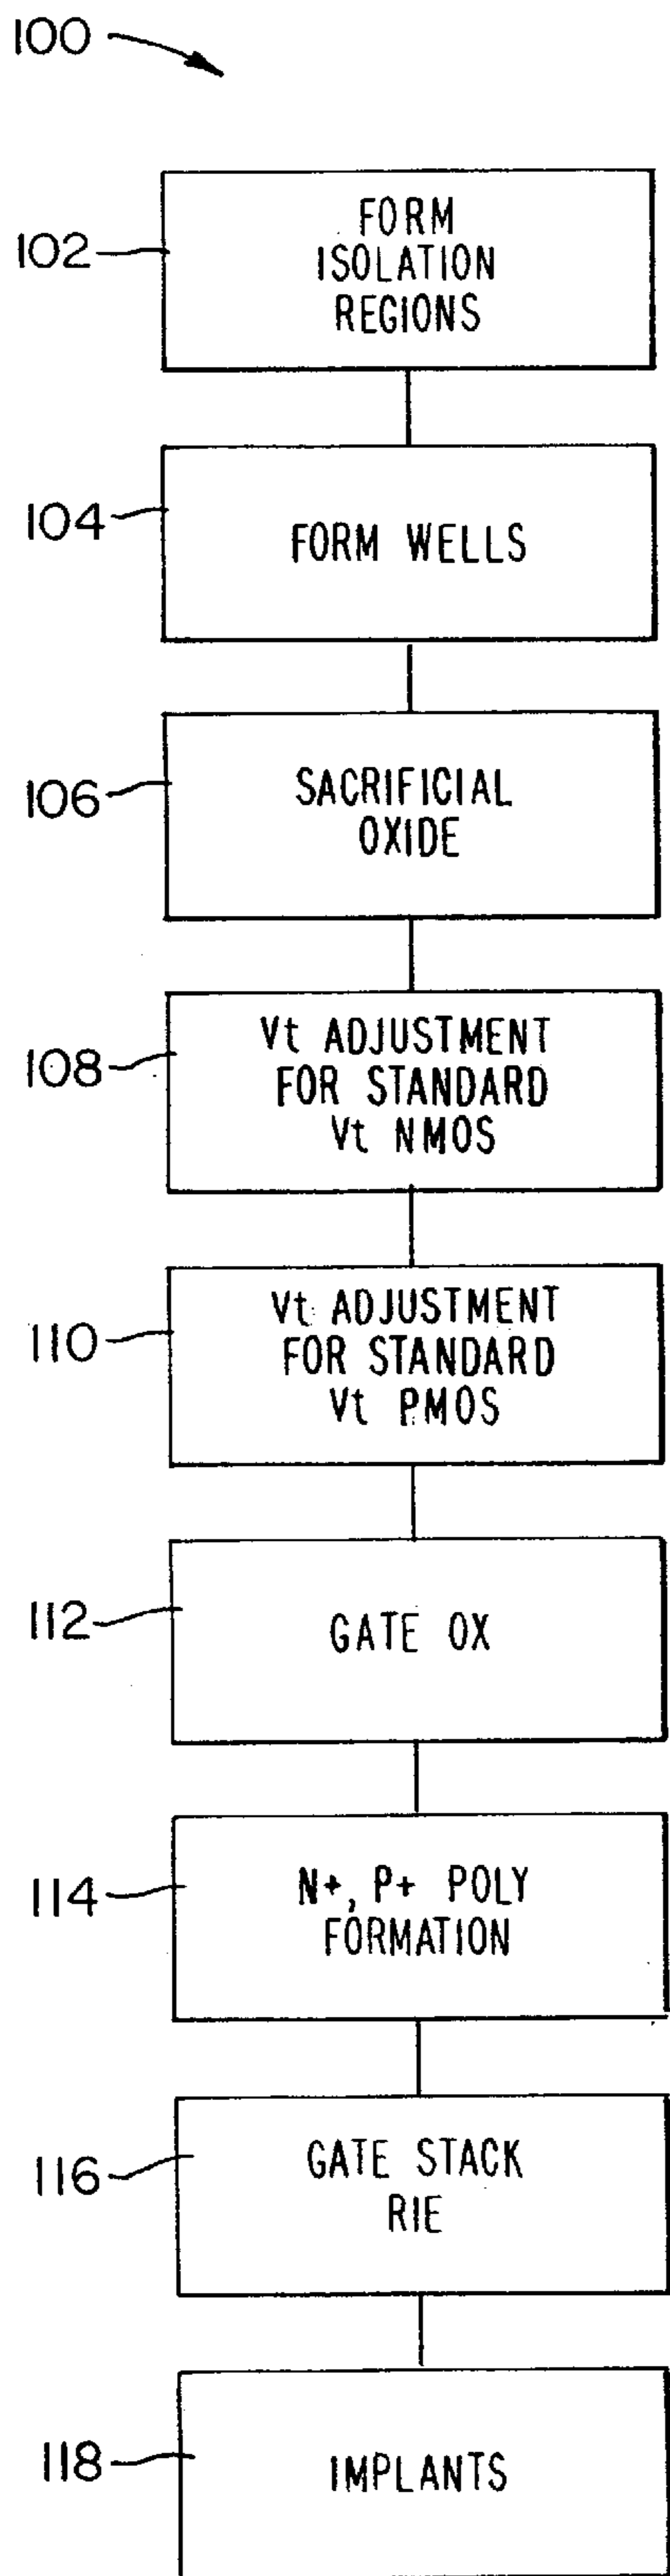 100
102
FORM
ISOLATION
REGIONS
104
FORM WELLS
106
SACRIFICIAL
OXIDE
108
Vt ADJUSTMENT
FOR STANDARD
Vt NMOS
110
Vt ADJUSTMENT
FOR STANDARD
Vt PMOS
112
GATE OX
114
N+, P+ POLY
FORMATION
116
GATE STACK
RIE
118
IMPLANTS